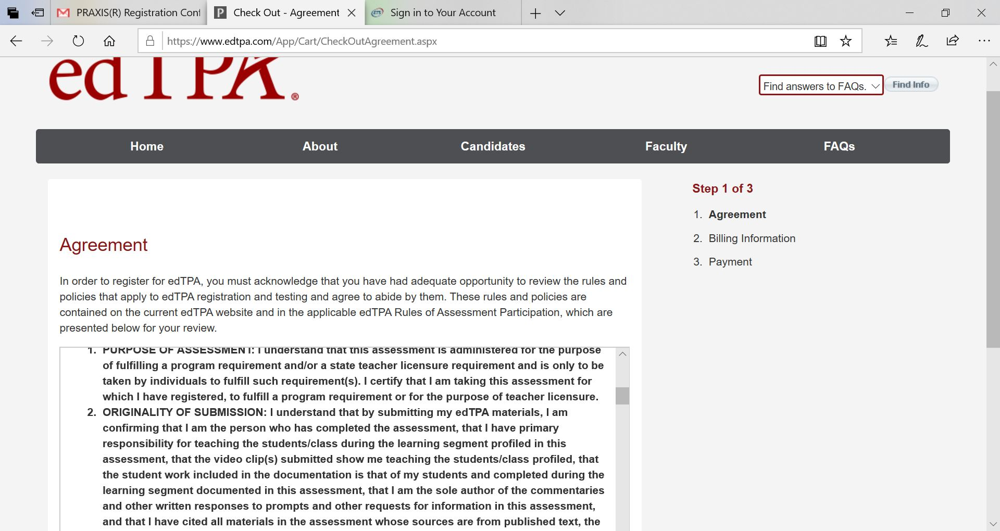 PRAXIS(R) Registration Conf
Check Out - Agreement
Sign in to Your Account
https://www.edtpa.com/App/Cart/CheckOutAgreement.aspx
edTPA®
Find answers to FAQs.
Find Info
Home
About
Candidates
Faculty
FAQs
Step 1 of 3
1. Agreement
2. Billing Information
3. Payment
Agreement
In order to register for edTPA, you must acknowledge that you have had adequate opportunity to review the rules and
policies that apply to edTPA registration and testing and agree to abide by them. These rules and policies are
contained on the current edTPA website and in the applicable edTPA Rules of Assessment Participation, which are
presented below for your review.
1. PURPOSE OF ASSESSMENT: I understand that this assessment is administered for the purpose
of fulfilling a program requirement and/or a state teacher licensure requirement and is only to be
taken by individuals to fulfill such requirement(s). I certify that I am taking this assessment for
which I have registered, to fulfill a program requirement or for the purpose of teacher licensure.
2. ORIGINALITY OF SUBMISSION: I understand that by submitting my edTPA materials, I am
confirming that I am the person who has completed the assessment, that I have primary
responsibility for teaching the students/class during the learning segment profiled in this
assessment, that the video clip(s) submitted show me teaching the students/class profiled, that
the student work included in the documentation is that of my students and completed during the
learning segment documented in this assessment, that I am the sole author of the commentaries
and other written responses to prompts and other requests for information in this assessment,
and that I have cited all materials in the assessment whose sources are from published text, the